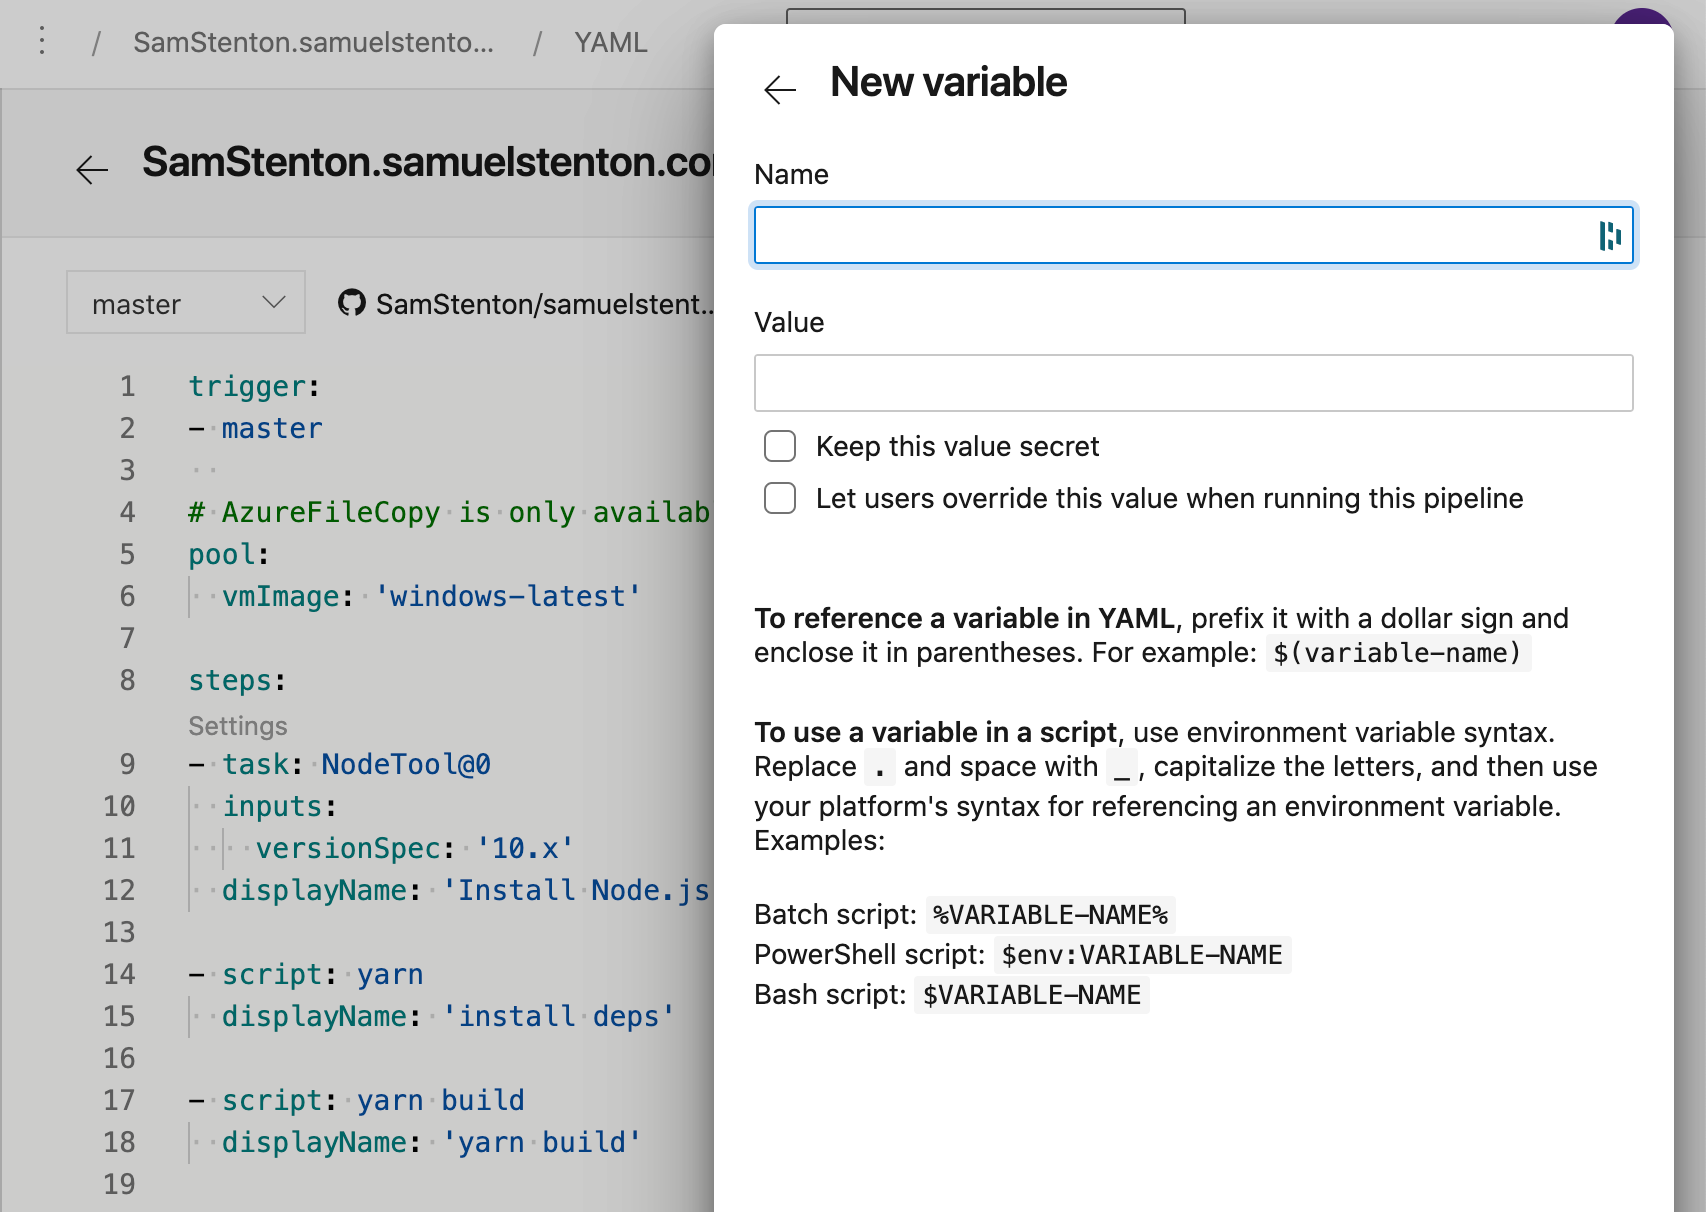 / SamStenton.samuelstento... / YAML
SamStenton.samuelstenton.co
master
SamStenton/samuelstent...
1 trigger:
2 - master
3
4 # AzureFileCopy is only availab
5 pool:
6 vmImage: 'windows-latest'
7
8 steps:
Settings
9 - task: NodeTool@0
10 inputs:
11 versionSpec: '10.x'
12 displayName: 'Install Node.js
13
14 - script: yarn
15 displayName: 'install deps'
16
17 - script: yarn build
18 displayName: 'yarn build'
19
New variable
Name
Value
Keep this value secret
Let users override this value when running this pipeline
To reference a variable in YAML, prefix it with a dollar sign and
enclose it in parentheses. For example: $(variable-name)
To use a variable in a script, use environment variable syntax.
Replace . and space with _, capitalize the letters, and then use
your platform's syntax for referencing an environment variable.
Examples:
Batch script: %VARIABLE-NAME%
PowerShell script: $env:VARIABLE-NAME
Bash script: $VARIABLE-NAME